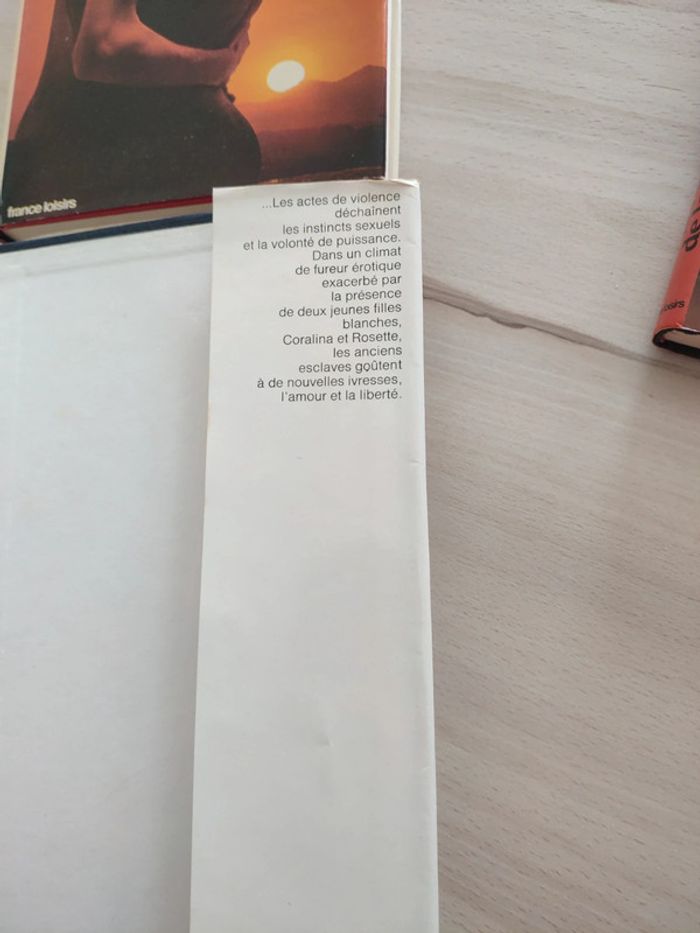 france loisirs
...Les actes de violence
déchaînent
les instincts sexuels
et la volonté de puissance.
Dans un climat
de fureur érotique
exacerbé par
la présence
de deux jeunes filles
blanches,
Coralina et Rosette,
les anciens
esclaves goûtent
à de nouvelles ivresses,
l'amour et la liberté.